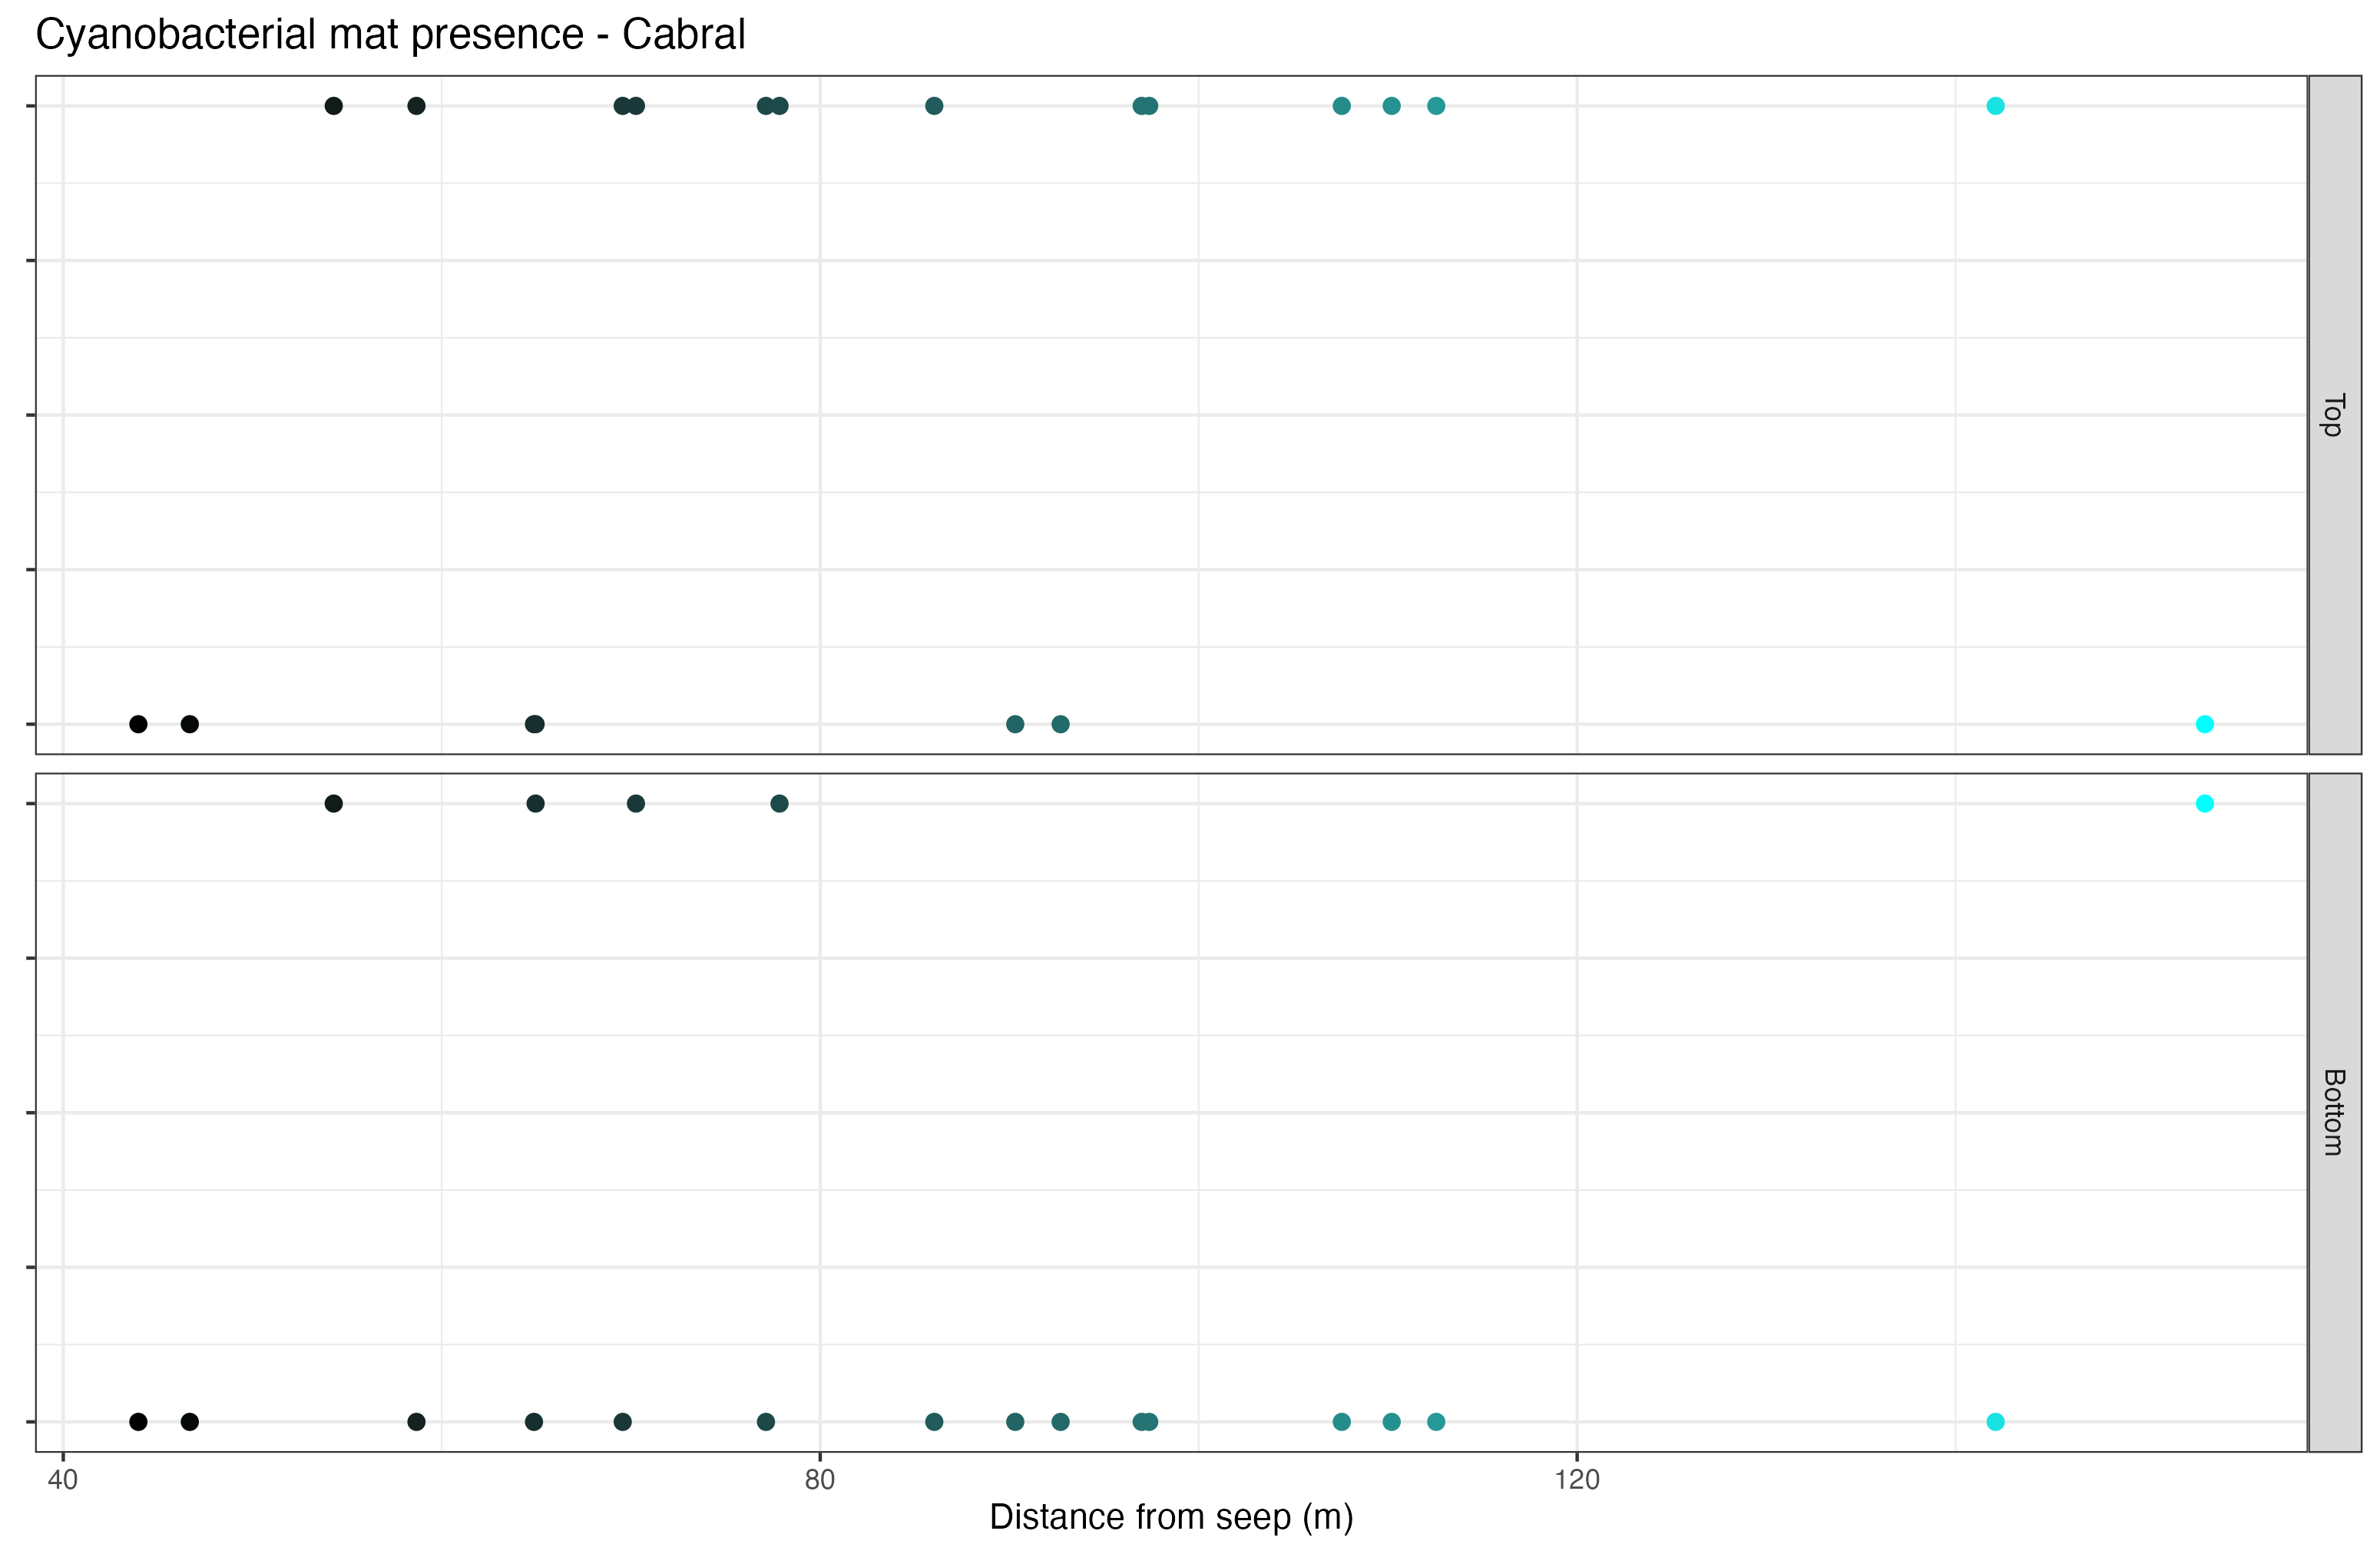 Cyanobacterial mat presence - Cabral
Top
Bottom
40
80
120
Distance from seep (m)